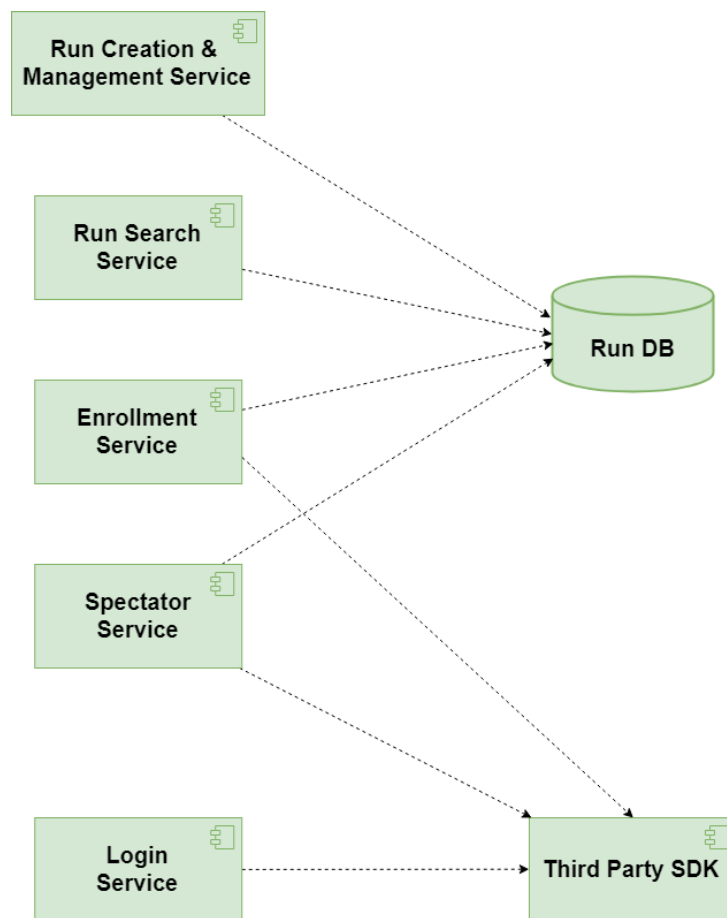 Run Creation &
Management Service
Run Search
Service
Run DB
Enrollment
Service
Spectator
Service
Login
Service
Third Party SDK